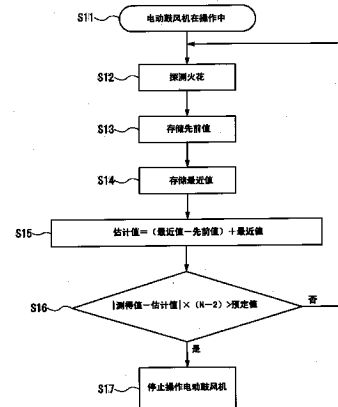 S11 电动鼓风机在操作中
S12 探测火花
S13 存储先前值
S14 存储最近值
S15 估计值=(最近值-先前值)+最近值
S16 |测得值-估计值|×(N-2)>预定值 否
是
S17 停止操作电动鼓风机